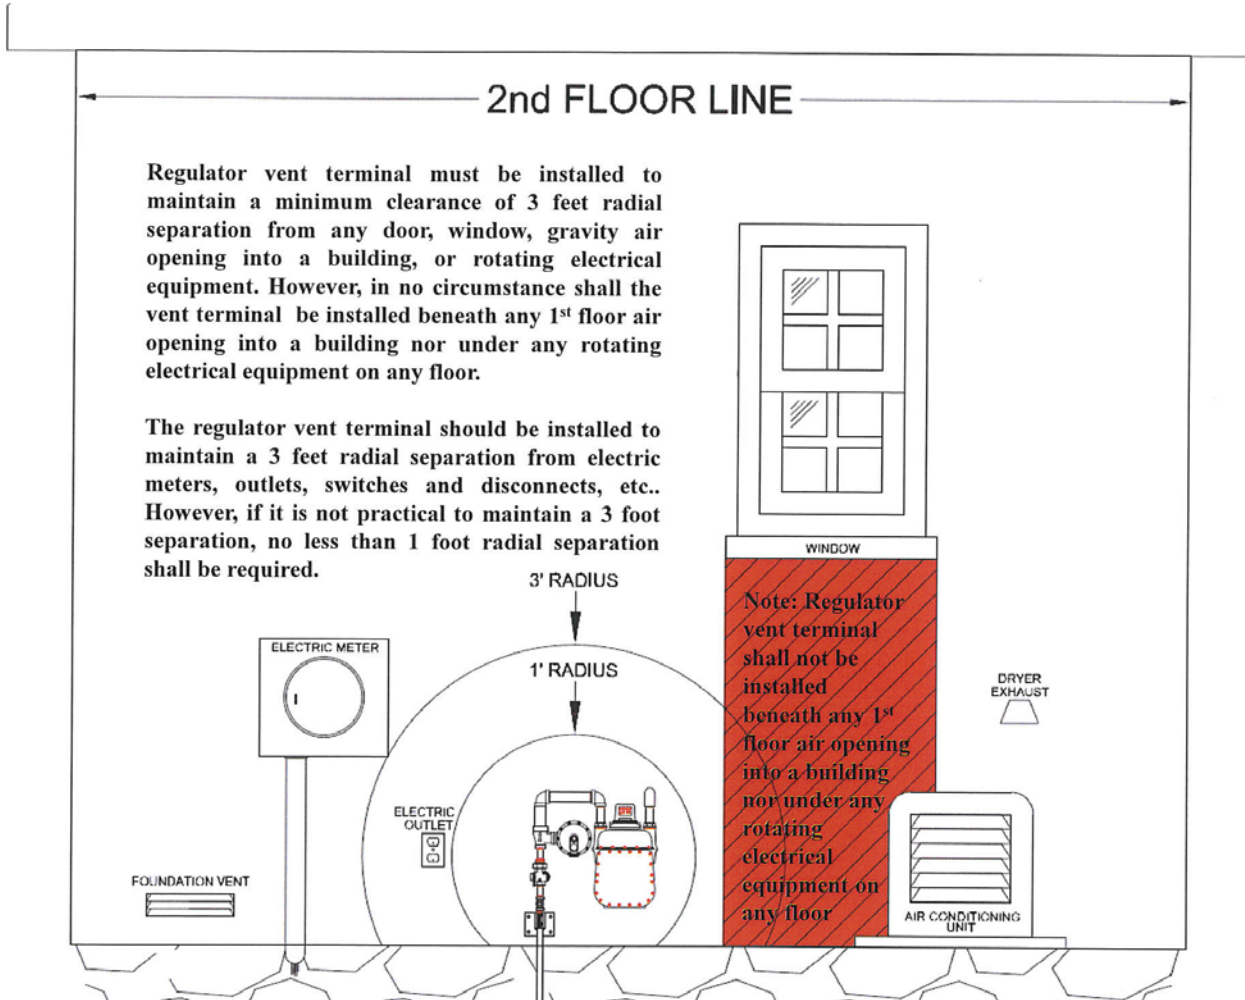 2nd FLOOR LINE
Regulator vent terminal must be installed to
maintain a minimum clearance of 3 feet radial
separation from any door, window, gravity air
opening into a building, or rotating electrical
equipment. However, in no circumstance shall the
vent terminal be installed beneath any 1st floor air
opening into a building nor under any rotating
electrical equipment on any floor.
The regulator vent terminal should be installed to
maintain a 3 feet radial separation from electric
meters, outlets, switches and disconnects, etc..
However, if it is not practical to maintain a 3 foot
separation, no less than 1 foot radial separation
shall be required.
WINDOW
3' RADIUS
Note: Regulator
vent terminal
shall not be
installed
beneath any 1st
floor air opening
into a building
nor under any
rotating
electrical
equipment on
any floor
ELECTRIC METER
1' RADIUS
DRYER
EXHAUST
ELECTRIC
OUTLET
FOUNDATION VENT
AIR CONDITIONING
UNIT